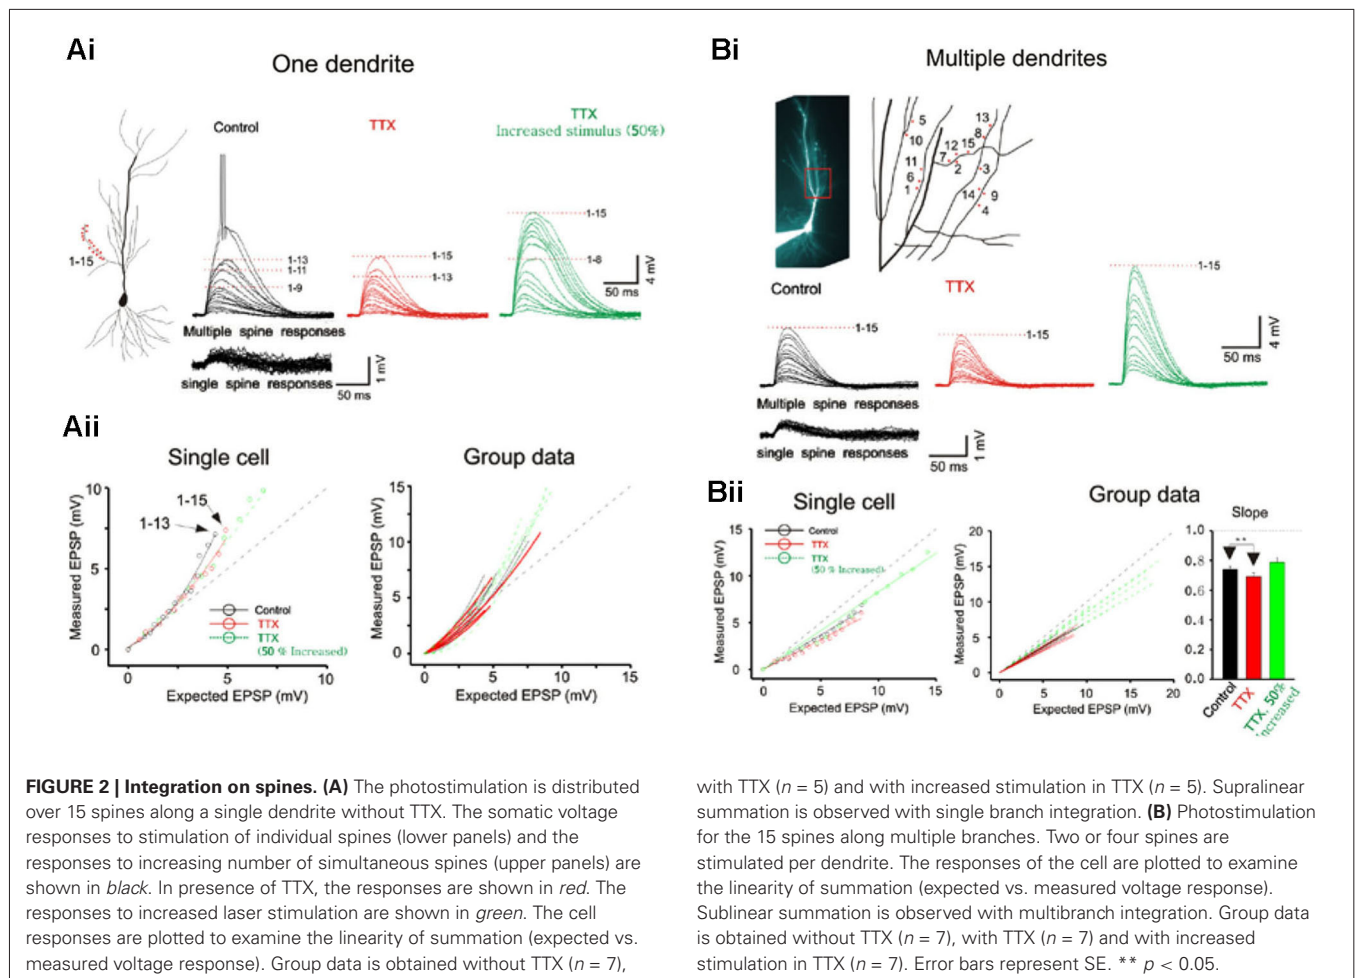 Ai
One dendrite
Control
TTX
TTX
Increased stimulus (50%)
1-15
1-13
1-11
1-9
1-15
1-13
1-15
1-8
50 ms
4 mV
Multiple spine responses
single spine responses
50 ms
1 mV
Bi
Multiple dendrites
5
10
11
6
1
12
7
15
2
13
8
3
14
9
4
Control
TTX
1-15
1-15
1-15
50 ms
4 mV
Multiple spine responses
single spine responses
50 ms
1 mV
Aii
Single cell
Measured EPSP (mV)
10
5
0
0
5
10
Expected EPSP (mV)
1-15
1-13
Control
TTX
TTX
(50 % Increased)
Group data
Measured EPSP (mV)
15
10
5
0
0
5
10
15
Expected EPSP (mV)
Bii
Single cell
Measured EPSP (mV)
15
10
5
0
0
5
10
15
Expected EPSP (mV)
Control
TTX
TTX
(50 % Increased)
Group data
Measured EPSP (mV)
20
15
10
5
0
0
5
10
15
20
Expected EPSP (mV)
Slope
1.0
0.8
0.6
0.4
0.2
0.0
**
Control
TTX
TTX, 50%
increased
FIGURE 2 | Integration on spines. (A) The photostimulation is distributed
over 15 spines along a single dendrite without TTX. The somatic voltage
responses to stimulation of individual spines (lower panels) and the
responses to increasing number of simultaneous spines (upper panels) are
shown in black. In presence of TTX, the responses are shown in red. The
responses to increased laser stimulation are shown in green. The cell
responses are plotted to examine the linearity of summation (expected vs.
measured voltage response). Group data is obtained without TTX (n = 7),
with TTX (n = 5) and with increased stimulation in TTX (n = 5). Supralinear
summation is observed with single branch integration. (B) Photostimulation
for the 15 spines along multiple branches. Two or four spines are
stimulated per dendrite. The responses of the cell are plotted to examine
the linearity of summation (expected vs. measured voltage response).
Sublinear summation is observed with multibranch integration. Group data
is obtained without TTX (n = 7), with TTX (n = 7) and with increased
stimulation in TTX (n = 7). Error bars represent SE. ** p < 0.05.